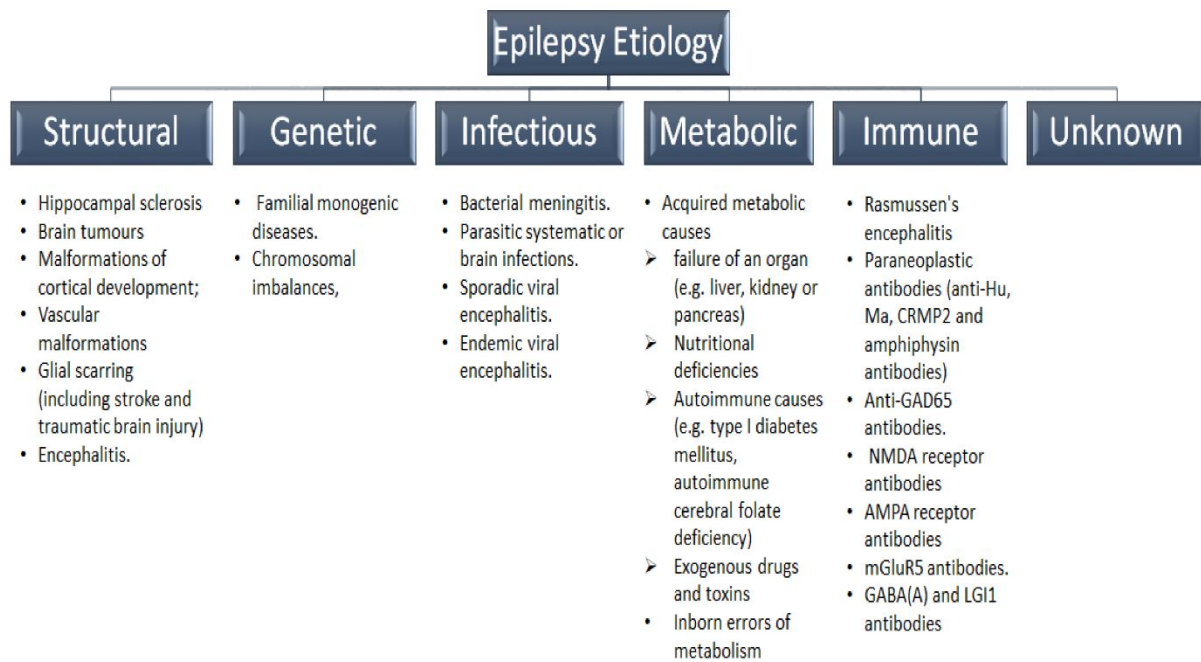 Epilepsy Etiology
Structural
• Hippocampal sclerosis
• Brain tumours
• Malformations of
cortical development;
• Vascular
malformations
• Glial scarring
(including stroke and
traumatic brain injury)
• Encephalitis.
Genetic
• Familial monogenic
diseases.
• Chromosomal
imbalances,
Infectious
• Bacterial meningitis.
• Parasitic systematic or
brain infections.
• Sporadic viral
encephalitis.
• Endemic viral
encephalitis.
Metabolic
• Acquired metabolic
causes
➢ failure of an organ
(e.g. liver, kidney or
pancreas)
➢ Nutritional
deficiencies
➢ Autoimmune causes
(e.g. type I diabetes
mellitus,
autoimmune
cerebral folate
deficiency)
➢ Exogenous drugs
and toxins
• Inborn errors of
metabolism
Immune
• Rasmussen's
encephalitis
• Paraneoplastic
antibodies (anti-Hu,
Ma, CRMP2 and
amphiphysin
antibodies)
• Anti-GAD65
antibodies.
• NMDA receptor
antibodies
• AMPA receptor
antibodies
• mGluR5 antibodies.
• GABA(A) and LGI1
antibodies
Unknown